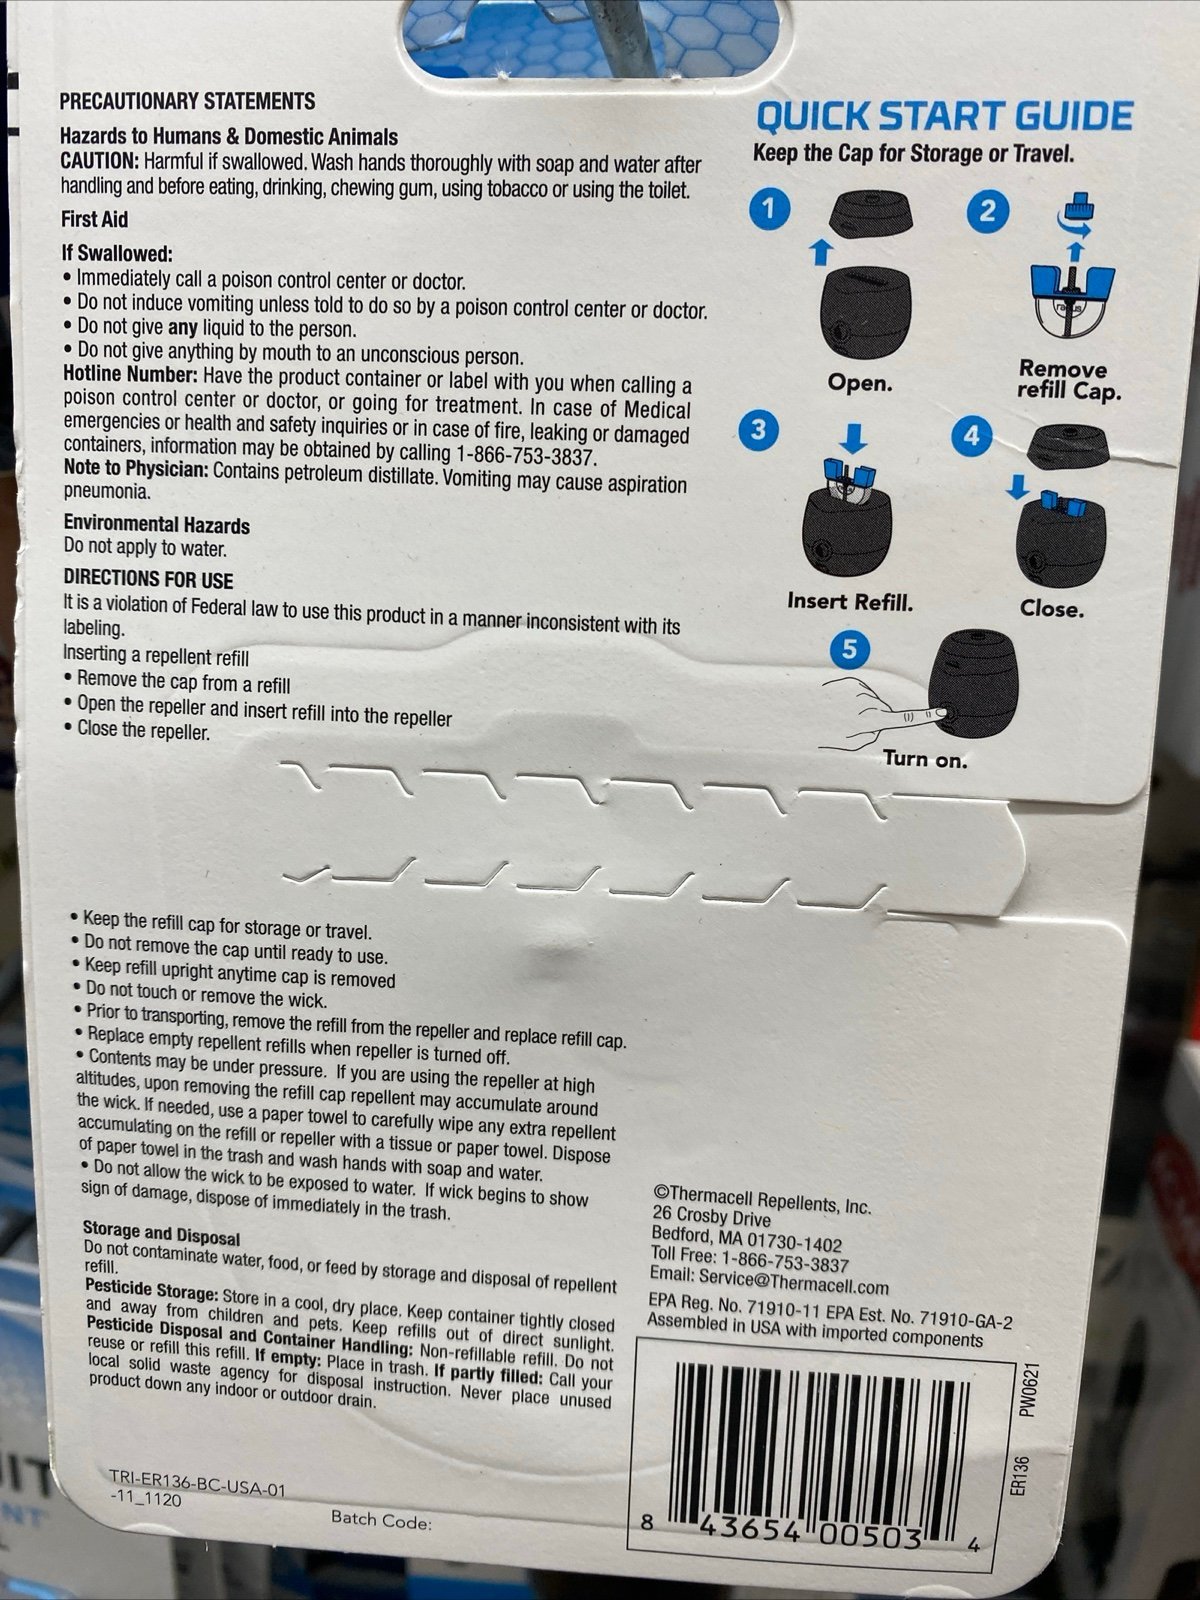 PRECAUTIONARY STATEMENTS
Hazards to Humans & Domestic Animals
CAUTION: Harmful if swallowed. Wash hands thoroughly with soap and water after
handling and before eating, drinking, chewing gum, using tobacco or using the toilet.
First Aid
If Swallowed:
• Immediately call a poison control center or doctor.
• Do not induce vomiting unless told to do so by a poison control center or doctor.
• Do not give any liquid to the person.
• Do not give anything by mouth to an unconscious person.
Hotline Number: Have the product container or label with you when calling a
poison control center or doctor, or going for treatment. In case of Medical
emergencies or health and safety inquiries or in case of fire, leaking or damaged
containers, information may be obtained by calling 1-866-753-3837.
Note to Physician: Contains petroleum distillate. Vomiting may cause aspiration
pneumonia.
Environmental Hazards
Do not apply to water.
DIRECTIONS FOR USE
It is a violation of Federal law to use this product in a manner inconsistent with its
labeling.
Inserting a repellent refill
• Remove the cap from a refill
• Open the repeller and insert refill into the repeller
• Close the repeller.
• Keep the refill cap for storage or travel.
• Do not remove the cap until ready to use.
• Keep refill upright anytime cap is removed
• Do not touch or remove the wick.
• Prior to transporting, remove the refill from the repeller and replace refill cap.
• Replace empty repellent refills when repeller is turned off.
• Contents may be under pressure. If you are using the repeller at high
altitudes, upon removing the refill cap repellent may accumulate around
the wick. If needed, use a paper towel to carefully wipe any extra repellent
accumulating on the refill or repeller with a tissue or paper towel. Dispose
of paper towel in the trash and wash hands with soap and water.
• Do not allow the wick to be exposed to water. If wick begins to show
sign of damage, dispose of immediately in the trash.
Storage and Disposal
Do not contaminate water, food, or feed by storage and disposal of repellent
refill.
Pesticide Storage: Store in a cool, dry place. Keep container tightly closed
and away from children and pets. Keep refills out of direct sunlight.
Pesticide Disposal and Container Handling: Non-refillable refill. Do not
reuse or refill this refill. If empty: Place in trash. If partly filled: Call your
local solid waste agency for disposal instruction. Never place unused
product down any indoor or outdoor drain.
TRI-ER136-BC-USA-01
-11_1120
Batch Code:
QUICK START GUIDE
Keep the Cap for Storage or Travel.
1
Open.
2
Remove
refill Cap.
3
Insert Refill.
4
Close.
5
Turn on.
©Thermacell Repellents, Inc.
26 Crosby Drive
Bedford, MA 01730-1402
Toll Free: 1-866-753-3837
Email: Service@Thermacell.com
EPA Reg. No. 71910-11 EPA Est. No. 71910-GA-2
Assembled in USA with imported components
8 43654 00503 4
ER136 PW0621